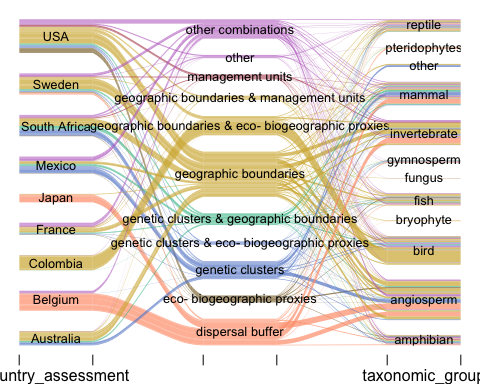 USA
Sweden
South Africa
Mexico
Japan
France
Colombia
Belgium
Australia
other combinations
other
management units
geographic boundaries & management units
geographic boundaries & eco- biogeographic proxies
geographic boundaries
genetic clusters & geographic boundaries
genetic clusters & eco- biogeographic proxies
genetic clusters
eco- biogeographic proxies
dispersal buffer
reptile
pteridophytes
other
mammal
invertebrate
gymnosperm
fungus
fish
bryophyte
bird
angiosperm
amphibian
untry_assessment
taxonomic_group